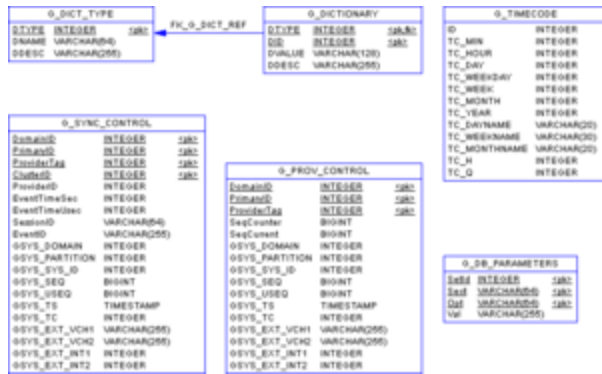 G_DICT_TYPE
DTYPE INTEGER <pk>
DNAME VARCHAR(64)
DDESC VARCHAR(255)
FK_G_DICT_REF
G_DICTIONARY
DTYPE INTEGER <pk,fk>
DID INTEGER <pk>
DVALUE VARCHAR(128)
DDESC VARCHAR(255)
G_TIMECODE
ID INTEGER
TC_MIN INTEGER
TC_HOUR INTEGER
TC_DAY INTEGER
TC_WEEKDAY INTEGER
TC_WEEK INTEGER
TC_MONTH INTEGER
TC_YEAR INTEGER
TC_DAYNAME VARCHAR(20)
TC_WEEKNAME VARCHAR(30)
TC_MONTHNAME VARCHAR(20)
TC_H INTEGER
TC_Q INTEGER
G_SYNC_CONTROL
DomainID INTEGER <pk>
PrimaryID INTEGER <pk>
ProviderTag INTEGER <pk>
ClusterID INTEGER <pk>
ProviderID INTEGER
EventTimeSec INTEGER
EventTimeUsec INTEGER
SessionID VARCHAR(64)
EventID VARCHAR(255)
GSYS_DOMAIN INTEGER
GSYS_PARTITION INTEGER
GSYS_SYS_ID INTEGER
GSYS_SEQ BIGINT
GSYS_USEQ BIGINT
GSYS_TS TIMESTAMP
GSYS_TC INTEGER
GSYS_EXT_VCH1 VARCHAR(255)
GSYS_EXT_VCH2 VARCHAR(255)
GSYS_EXT_INT1 INTEGER
GSYS_EXT_INT2 INTEGER
G_PROV_CONTROL
DomainID INTEGER <pk>
PrimaryID INTEGER <pk>
ProviderTag INTEGER <pk>
SeqCounter BIGINT
SeqCurrent BIGINT
GSYS_DOMAIN INTEGER
GSYS_PARTITION INTEGER
GSYS_SYS_ID INTEGER
GSYS_SEQ BIGINT
GSYS_USEQ BIGINT
GSYS_TS TIMESTAMP
GSYS_TC INTEGER
GSYS_EXT_VCH1 VARCHAR(255)
GSYS_EXT_VCH2 VARCHAR(255)
GSYS_EXT_INT1 INTEGER
GSYS_EXT_INT2 INTEGER
G_DB_PARAMETERS
SetId INTEGER <pk>
Sect VARCHAR(64) <pk>
Opt VARCHAR(64) <pk>
Val VARCHAR(255)